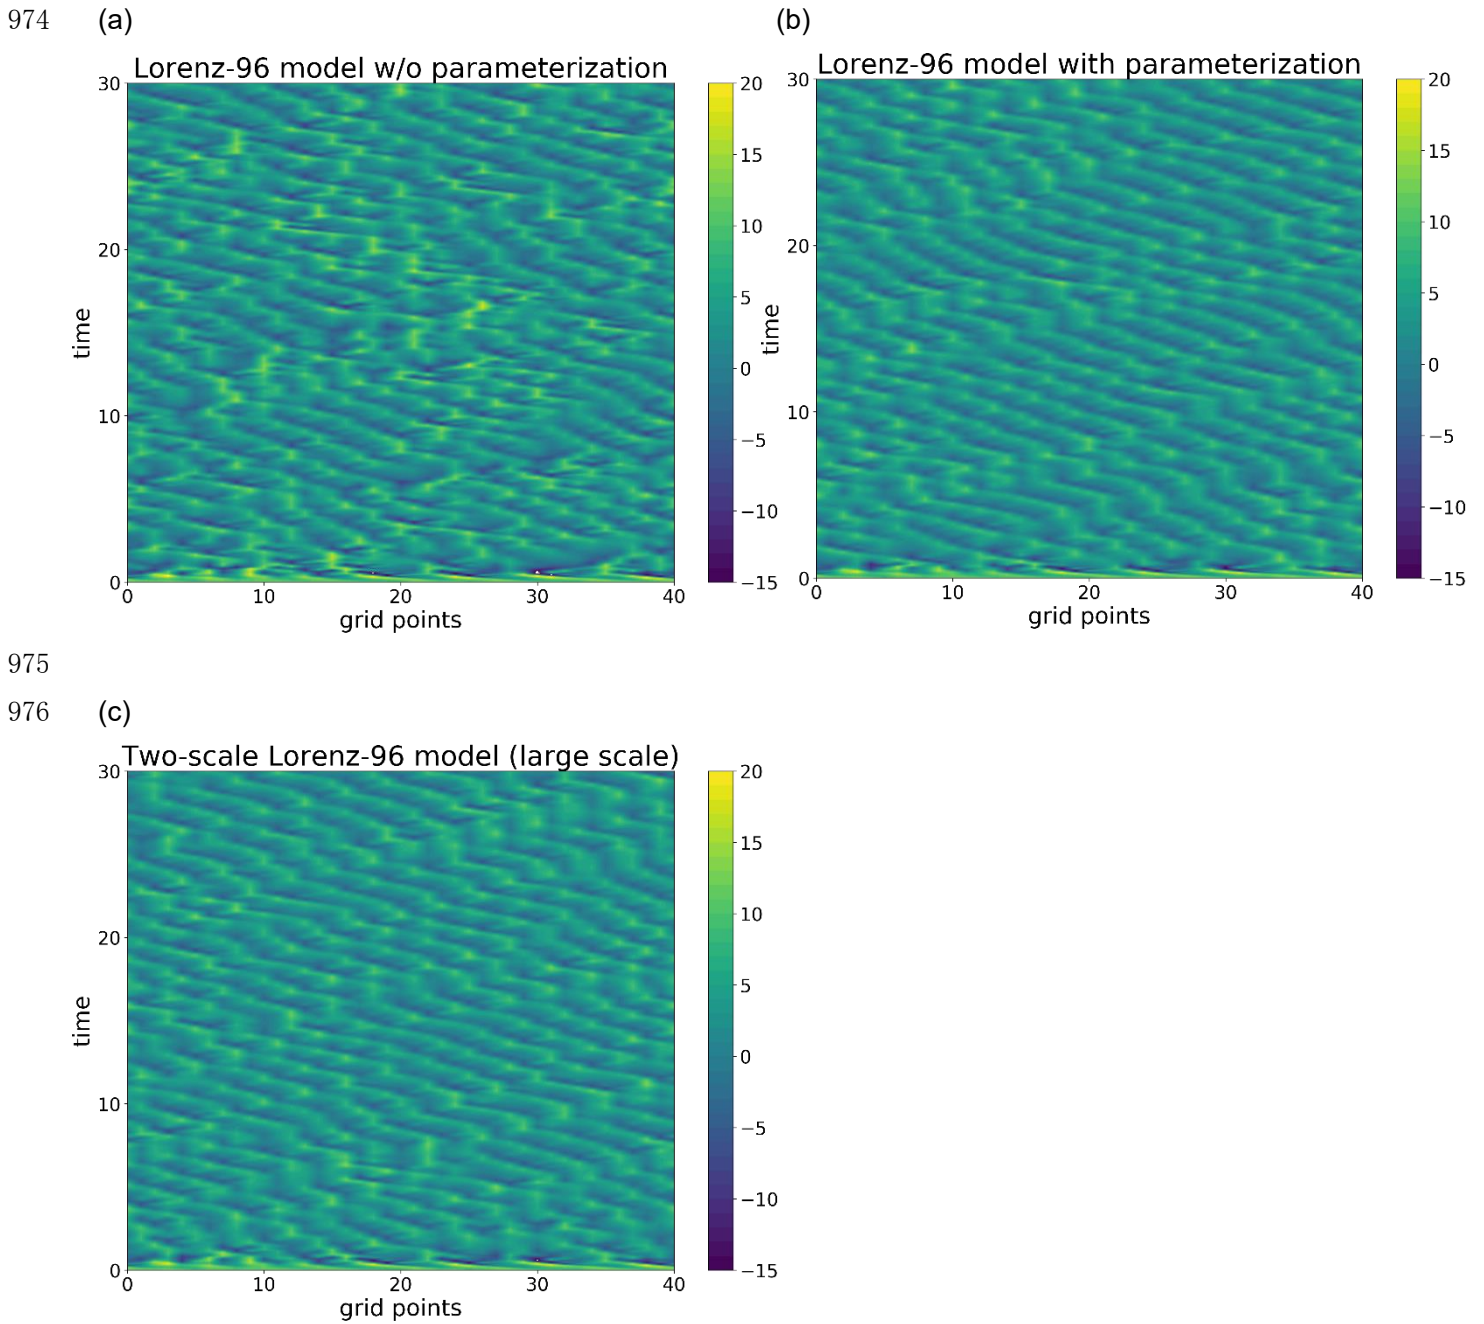 974 (a) (b)
Lorenz-96 model w/o parameterization
30
20
10
0
time
0 10 20 30 40
grid points
20
15
10
5
0
−5
−10
−15
Lorenz-96 model with parameterization
30
20
10
0
time
0 10 20 30 40
grid points
20
15
10
5
0
−5
−10
−15
975
976 (c)
Two-scale Lorenz-96 model (large scale)
30
20
10
0
time
0 10 20 30 40
grid points
20
15
10
5
0
−5
−10
−15